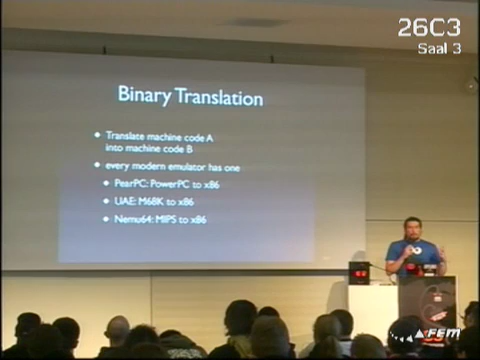 26C3
Saal 3
Binary Translation
Translate machine code A
into machine code B
every modern emulator has one
PearPC: PowerPC to x86
UAE: M68K to x86
Nemu64: MIPS to x86
FEM